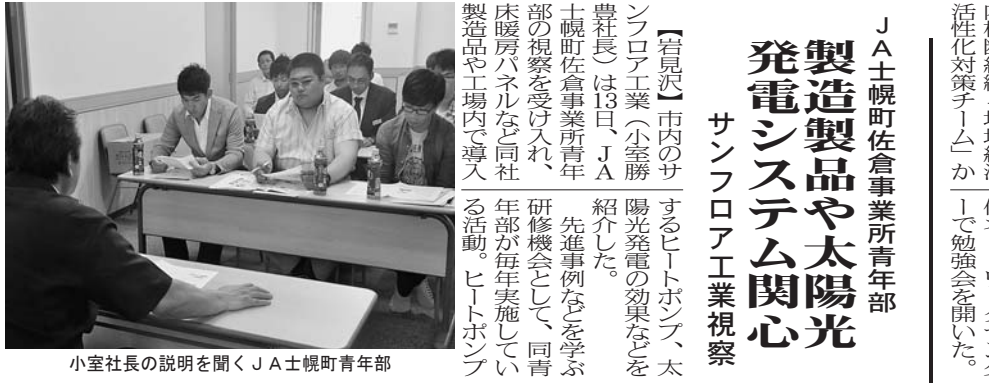 活性化対策チーム」か
ーで勉強会を開いた。
ＪＡ士幌町佐倉事業所青年部
製造製品や太陽光
発電システム関心
サンフロア工業視察
【岩見沢】市内のサ
ンフロア工業（小室勝
豊社長）は13日、ＪＡ
士幌町佐倉事業所青年
部の視察を受け入れ、
床暖房パネルなど同社
製造品や工場内で導入
するヒートポンプ、太
陽光発電の効果などを
紹介した。
先進事例などを学ぶ
研修機会として、同青
年部が毎年実施してい
る活動。ヒートポンプ
小室社長の説明を聞くＪＡ士幌町青年部